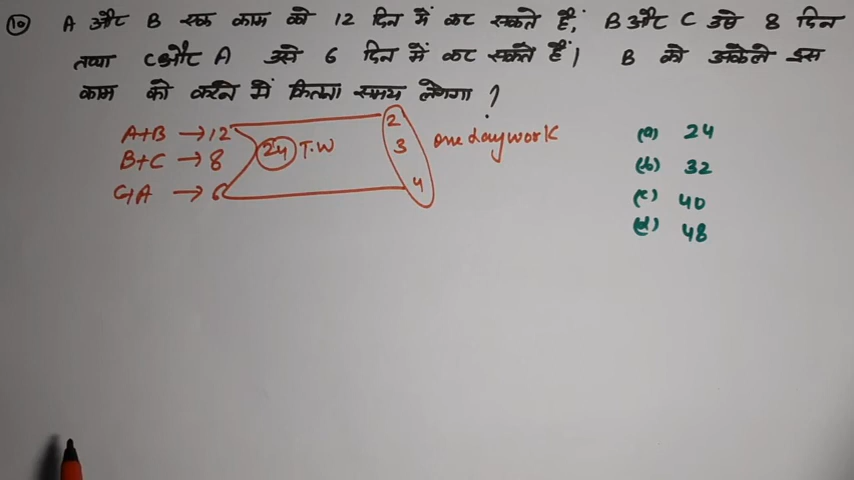 (10) A और B एक काम को 12 दिन में कर सकते हैं; B और C उसे 8 दिन
तथा C और A उसे 6 दिन में कर सकते हैं। B को अकेले इस
काम को करने में कितना समय लगेगा ?
A+B → 12 24 T.W 2 one day work
B+C → 8 3
C+A → 6 4
(a) 24
(b) 32
(c) 40
(d) 48